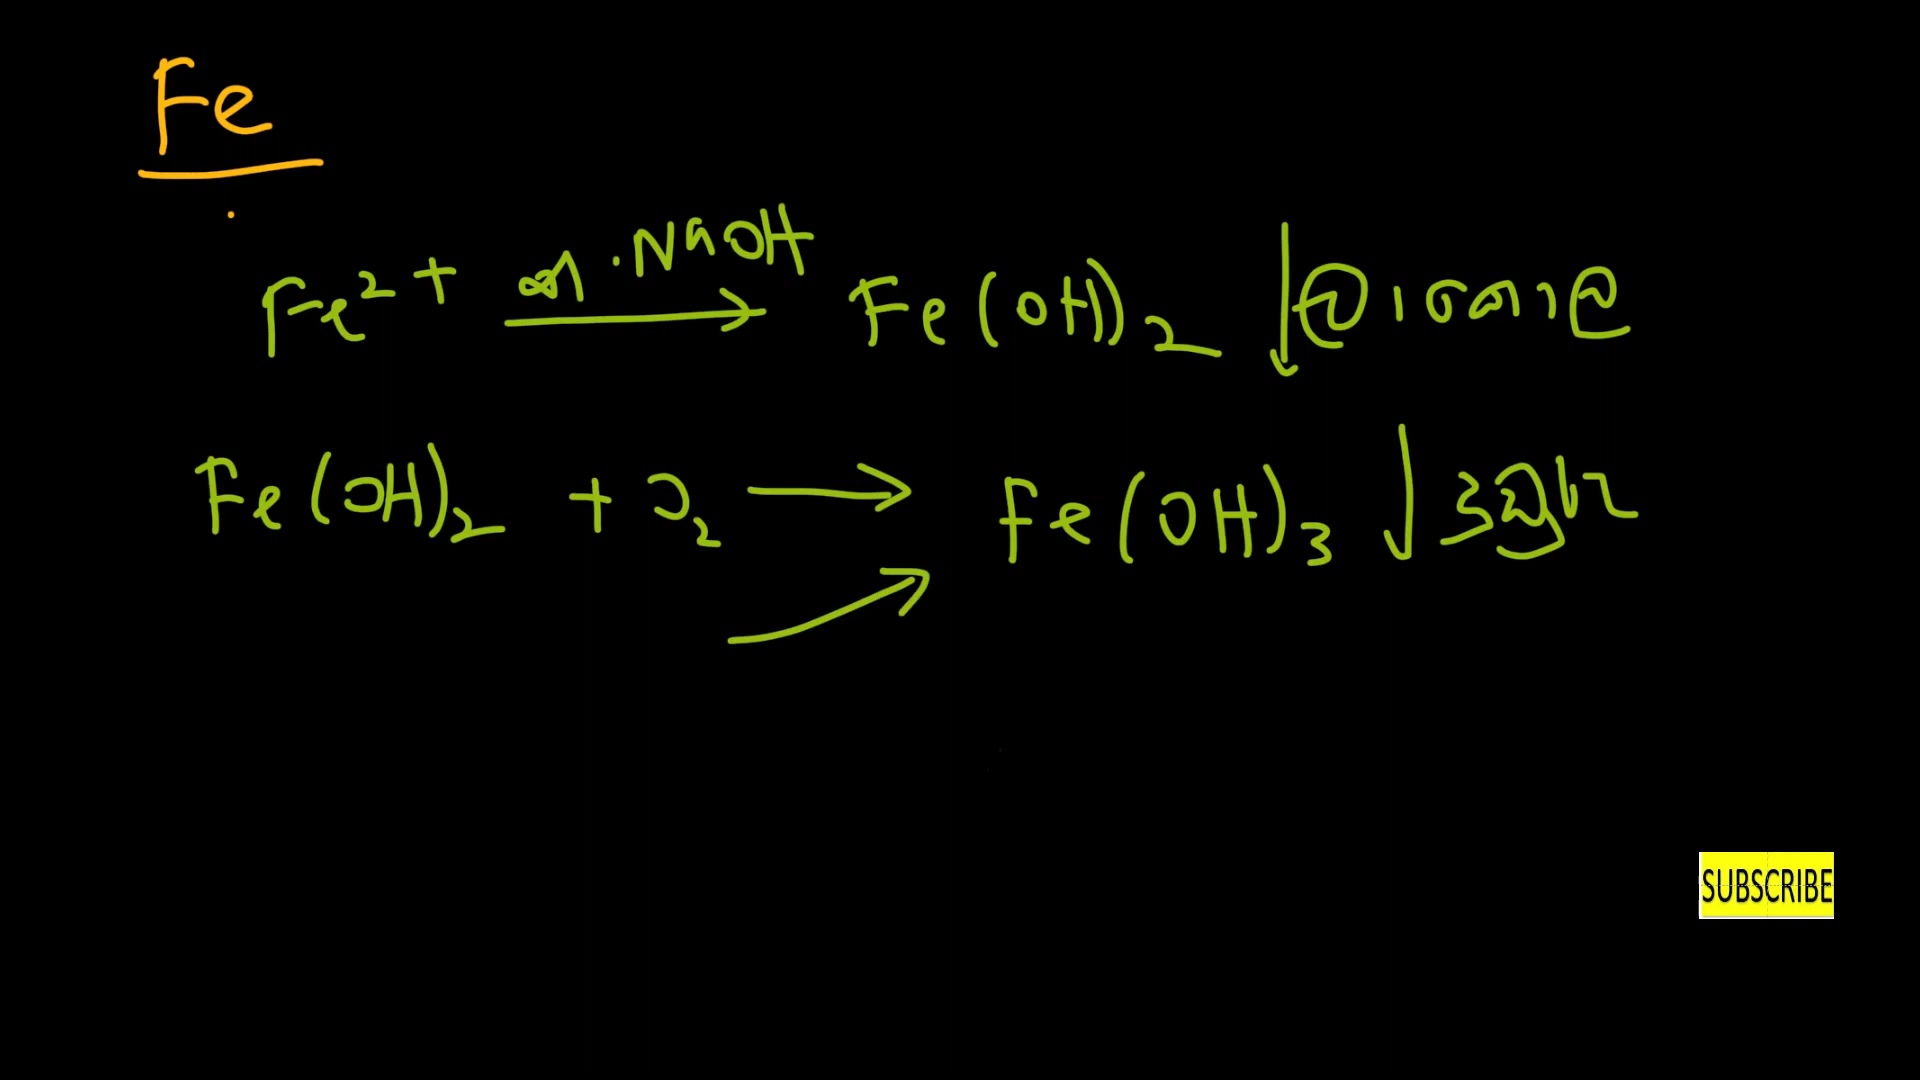 Fe
Fe²⁺ .NaOH → Fe(OH)₂ ↓
Fe(OH)₂ + O₂ → Fe(OH)₃ ↓
SUBSCRIBE